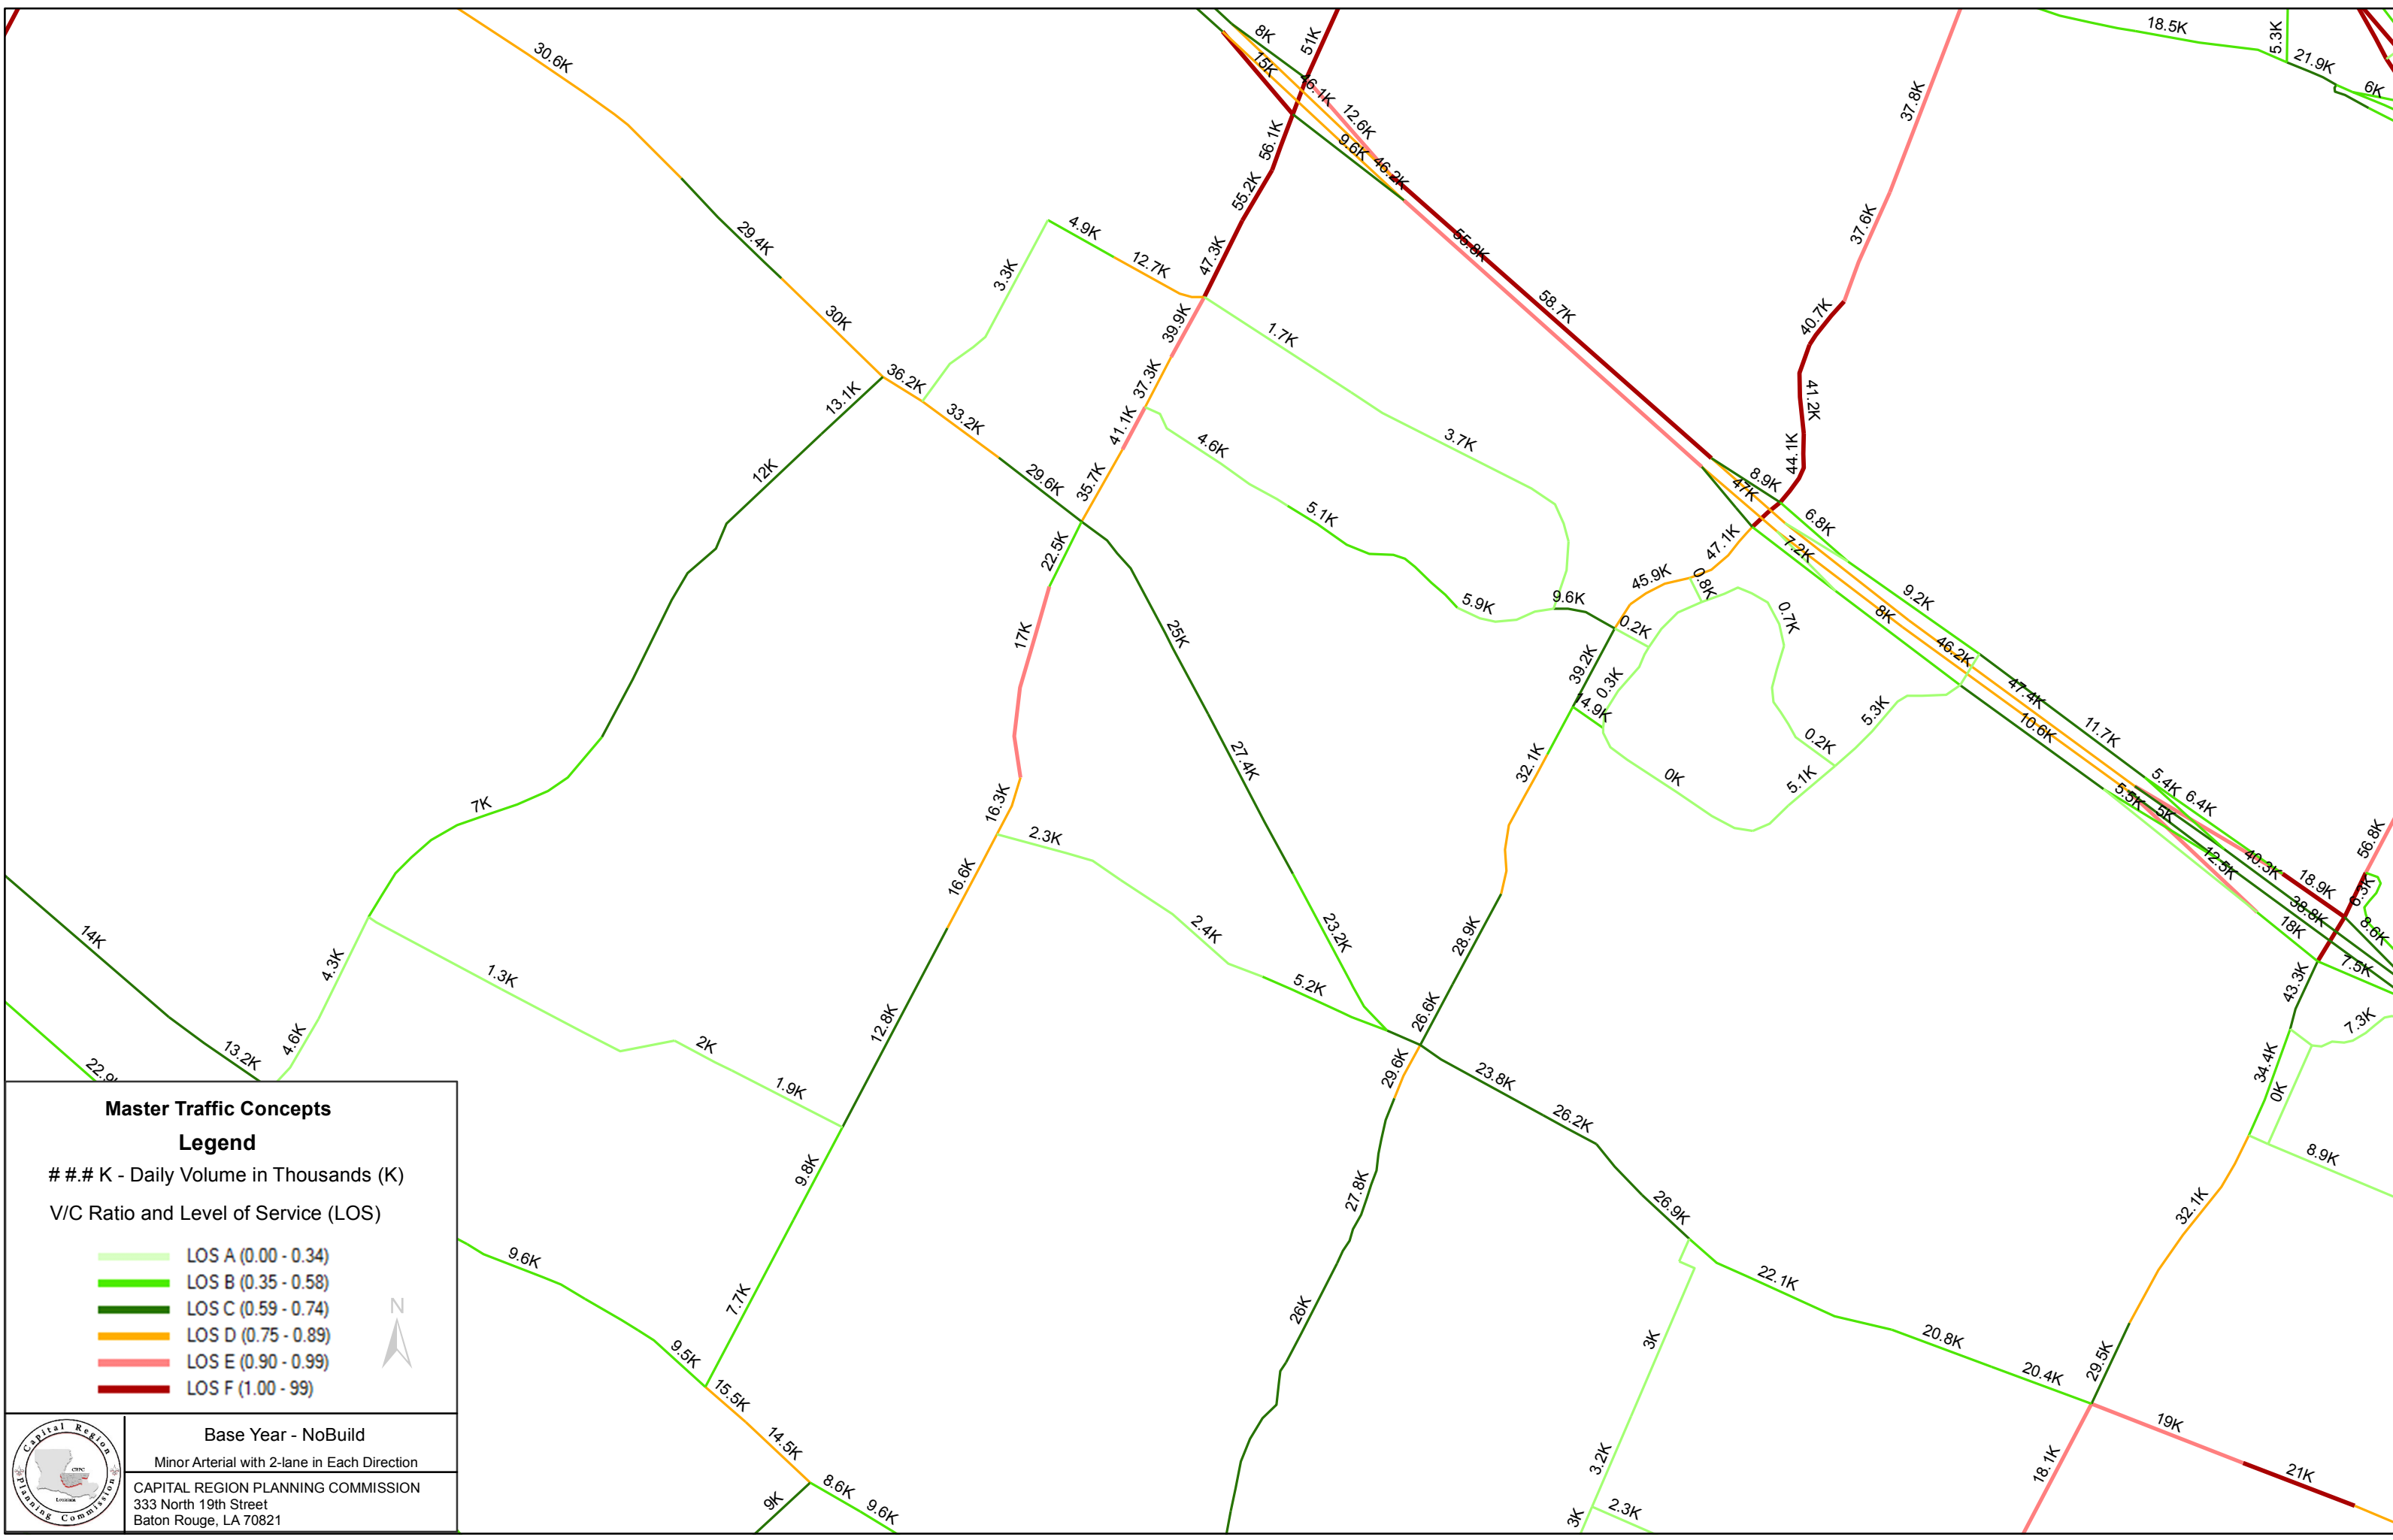 30.6K
8K
51K
18.5K
5.3K
21.9K
6K
15K
46.1K
12.6K
37.8K
56.1K
9.6K
46.2K
29.4K
55.2K
4.9K
37.6K
55.8K
47.3K
12.7K
3.3K
58.7K
40.7K
30K
39.9K
1.7K
36.2K
37.3K
13.1K
41.2K
33.2K
41.1K
4.6K
3.7K
44.1K
12K
29.6K
35.7K
8.9K
47K
5.1K
6.8K
22.5K
47.1K
7.2K
45.9K
0.8K
5.9K
9.6K
9.2K
0.7K
8K
17K
25K
0.2K
46.2K
39.2K
0.3K
47.4K
14.9K
5.3K
10.6K
11.7K
27.4K
32.1K
0.2K
0K
5.1K
5.4K
6.4K
5.5K
5K
7K
16.3K
2.3K
56.8K
12.5K
40.3K
18.9K
16.6K
6.3K
38.8K
18K
8.6K
14K
2.4K
23.2K
28.9K
4.3K
1.3K
7.5K
43.3K
5.2K
12.8K
26.6K
7.3K
4.6K
13.2K
2K
29.6K
34.4K
22.9
1.9K
23.8K
0K
26.2K
9.8K
27.8K
8.9K
26.9K
32.1K
9.6K
22.1K
7.7K
26K
3K
20.8K
9.5K
20.4K
29.5K
15.5K
19K
14.5K
3.2K
18.1K
21K
9K
8.6K
9.6K
3K
2.3K
Master Traffic Concepts
Legend
# #.# K - Daily Volume in Thousands (K)
V/C Ratio and Level of Service (LOS)
LOS A (0.00 - 0.34)
LOS B (0.35 - 0.58)
LOS C (0.59 - 0.74)
LOS D (0.75 - 0.89)
LOS E (0.90 - 0.99)
LOS F (1.00 - 99)
N
Capital Region
Planning Commission
CRPC
Louisiana
Base Year - NoBuild
Minor Arterial with 2-lane in Each Direction
CAPITAL REGION PLANNING COMMISSION
333 North 19th Street
Baton Rouge, LA 70821